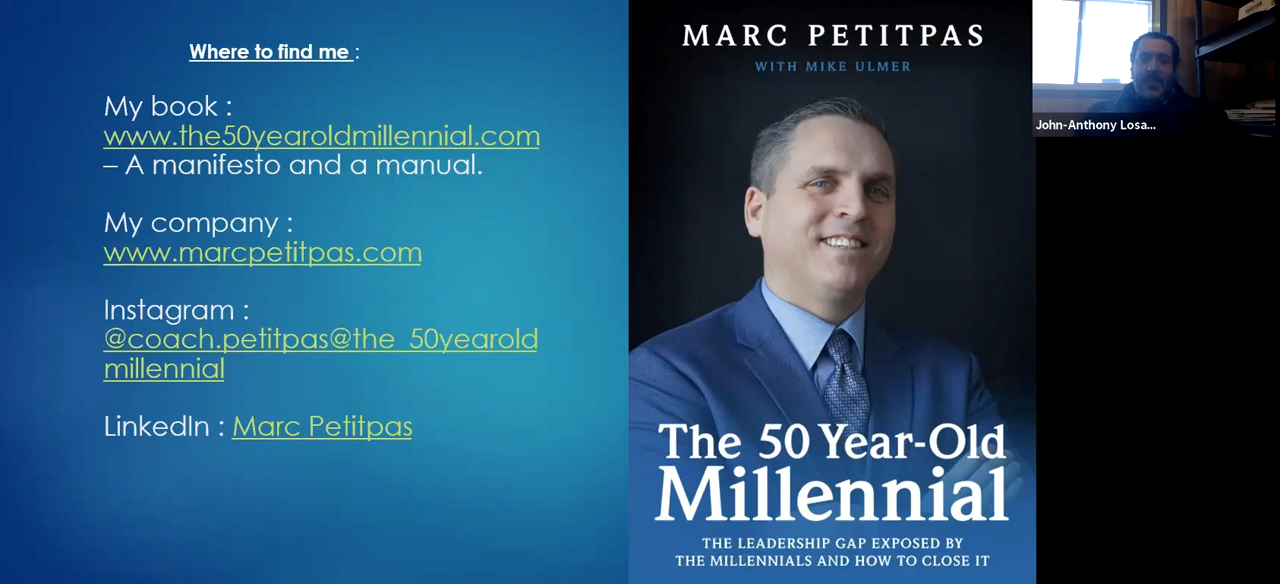 Where to find me :
My book :
www.the50yearoldmillennial.com
– A manifesto and a manual.
My company :
www.marcpetitpas.com
Instagram :
@coach.petitpas@the_50yearold
millennial
LinkedIn : Marc Petitpas
MARC PETITPAS
WITH MIKE ULMER
The 50 Year-Old
Millennial
THE LEADERSHIP GAP EXPOSED BY
THE MILLENNIALS AND HOW TO CLOSE IT
John-Anthony Losa...